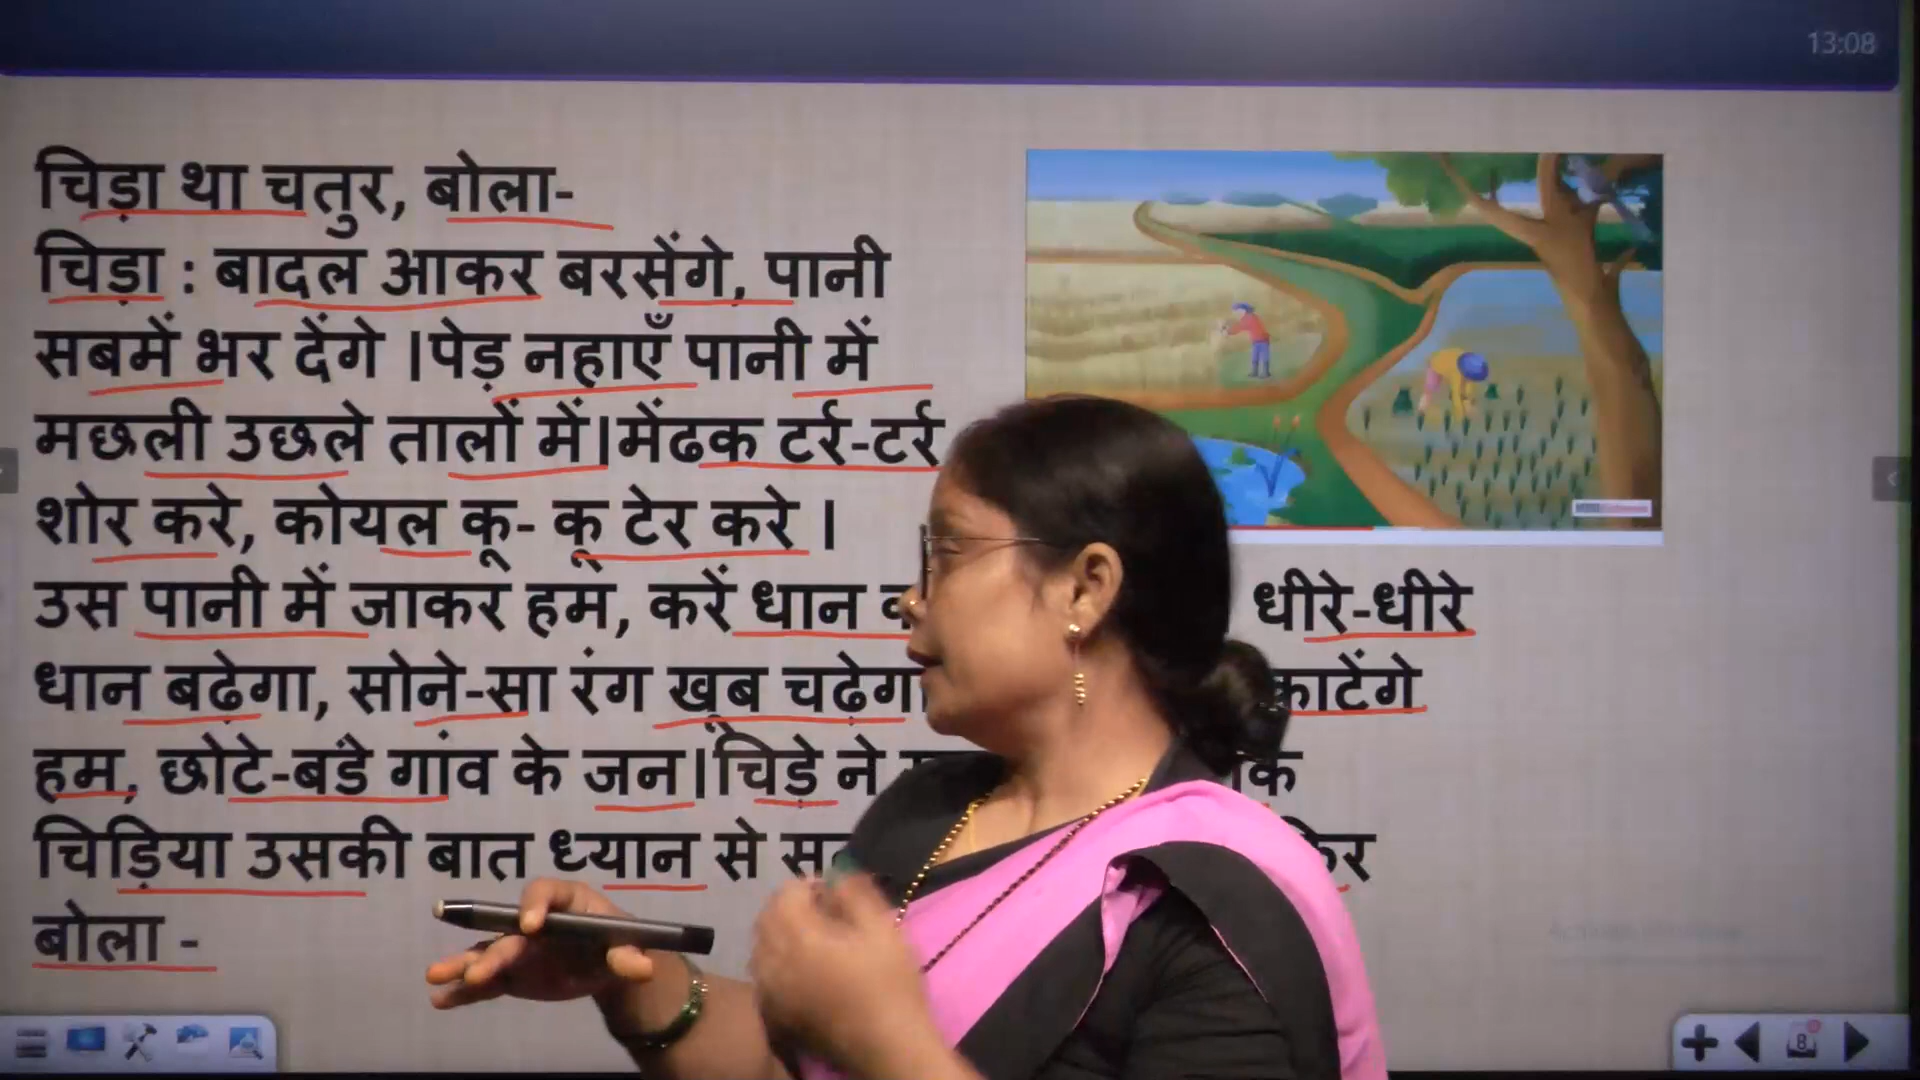 13:08
चिड़ा था चतुर, बोला-
चिड़ा : बादल आकर बरसेंगे, पानी
सबमें भर देंगे ।पेड़ नहाएँ पानी में
मछली उछले तालों में।मेंढक टर्र-टर्र
शोर करे, कोयल कू- कू टेर करे ।
उस पानी में जाकर हम, करें धान धीरे-धीरे
धान बढ़ेगा, सोने-सा रंग खूब चढ़ेगा काटेंगे
हम, छोटे-बडे गांव के जन।चिड़े ने
चिड़िया उसकी बात ध्यान से
बोला -
8